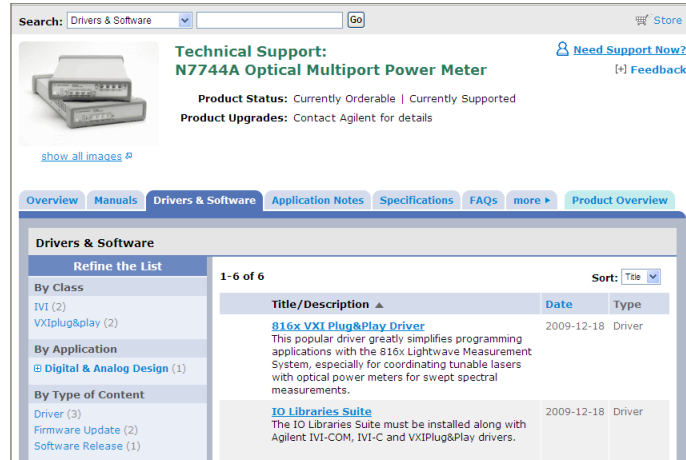 Search: Drivers & Software Go Store
Technical Support:
N7744A Optical Multiport Power Meter
Need Support Now?
[+] Feedback
Product Status: Currently Orderable | Currently Supported
Product Upgrades: Contact Agilent for details
show all images
Overview Manuals Drivers & Software Application Notes Specifications FAQs more Product Overview
Drivers & Software
Refine the List
By Class
IVI (2)
VXIplug&play (2)
By Application
Digital & Analog Design (1)
By Type of Content
Driver (3)
Firmware Update (2)
Software Release (1)
1-6 of 6 Sort: Title
Title/Description Date Type
816x VXI Plug&Play Driver 2009-12-18 Driver
This popular driver greatly simplifies programming
applications with the 816x Lightwave Measurement
System, especially for coordinating tunable lasers
with optical power meters for swept spectral
measurements.
IO Libraries Suite 2009-12-18 Driver
The IO Libraries Suite must be installed along with
Agilent IVI-COM, IVI-C and VXIPlug&Play drivers.